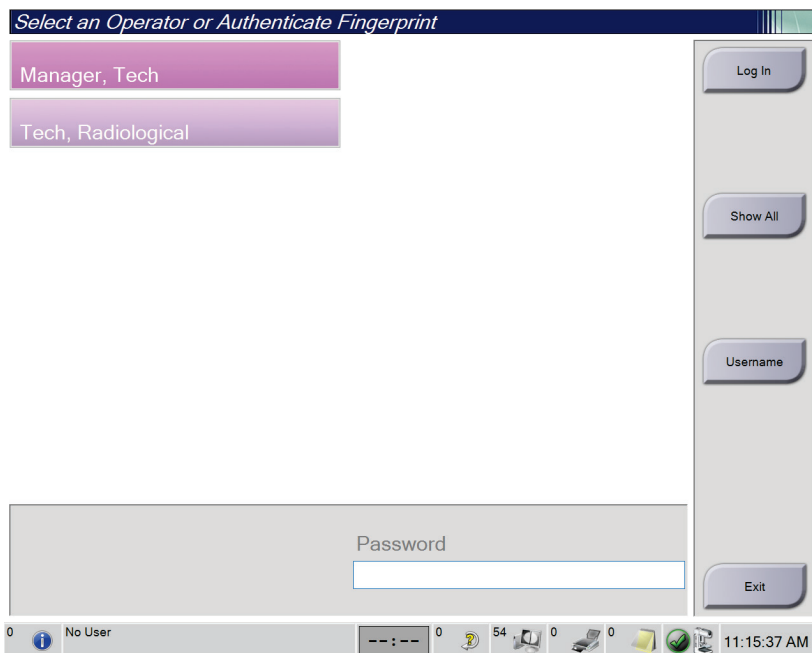 Select an Operator or Authenticate Fingerprint
Manager, Tech
Tech, Radiological
Log In
Show All
Username
Password
Exit
0 No User --:-- 0 54 0 0 11:15:37 AM